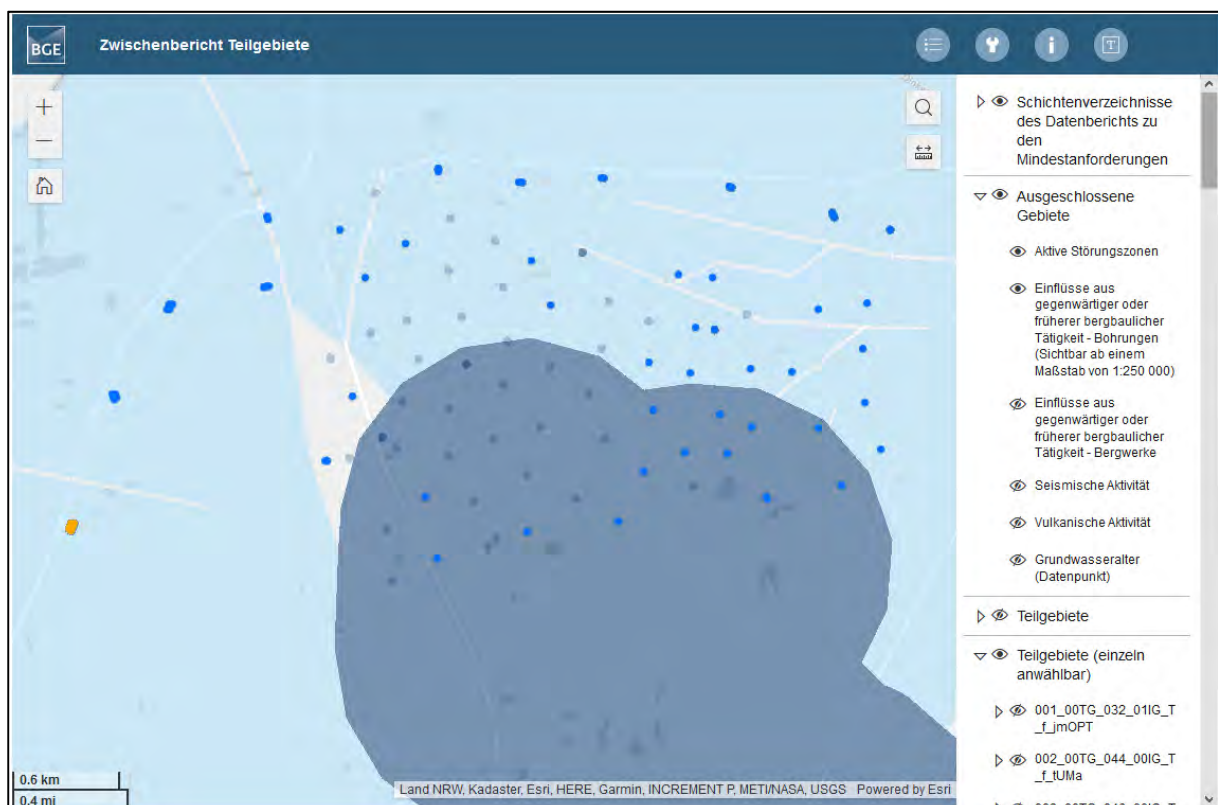 BGE
Zwischenbericht Teilgebiete
Schichtenverzeichnisse
des Datenberichts zu
den
Mindestanforderungen
Ausgeschlossene
Gebiete
Aktive Störungszonen
Einflüsse aus
gegenwärtiger oder
früherer bergbaulicher
Tätigkeit - Bohrungen
(Sichtbar ab einem
Maßstab von 1:250 000)
Einflüsse aus
gegenwärtiger oder
früherer bergbaulicher
Tätigkeit - Bergwerke
Seismische Aktivität
Vulkanische Aktivität
Grundwasseralter
(Datenpunkt)
Teilgebiete
Teilgebiete (einzeln
anwählbar)
001_00TG_032_01IG_T
_f_jmOPT
002_00TG_044_00IG_T
_f_tUMa
0.6 km
0.4 mi
Land NRW, Kadaster, Esri, HERE, Garmin, INCREMENT P, METI/NASA, USGS Powered by Esri